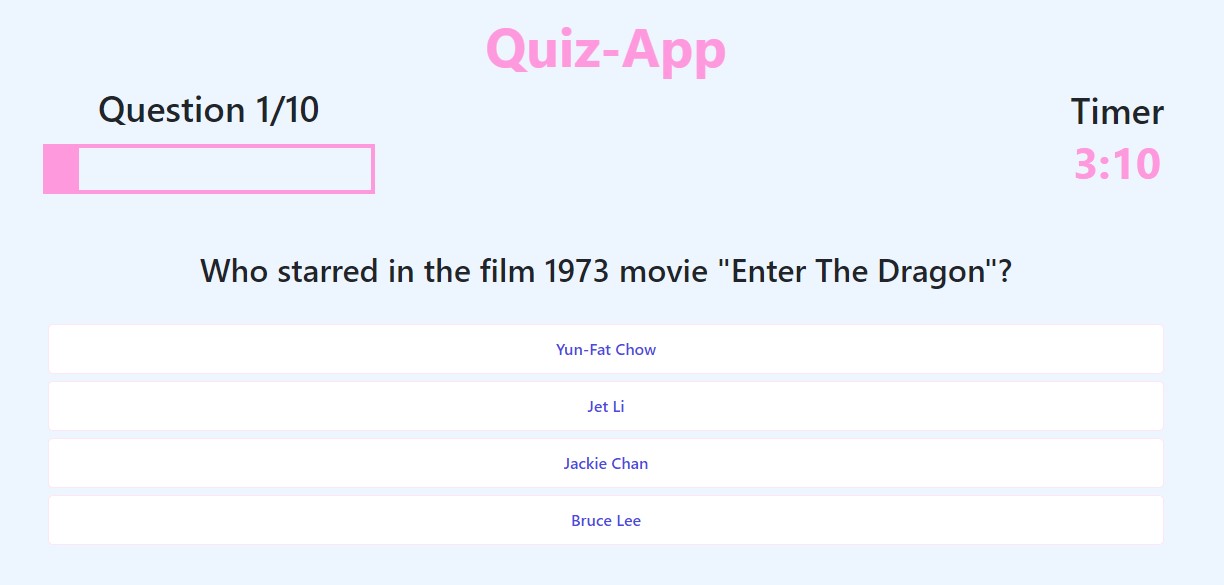 Quiz-App
Question 1/10
Timer
3:10
Who starred in the film 1973 movie "Enter The Dragon"?
Yun-Fat Chow
Jet Li
Jackie Chan
Bruce Lee